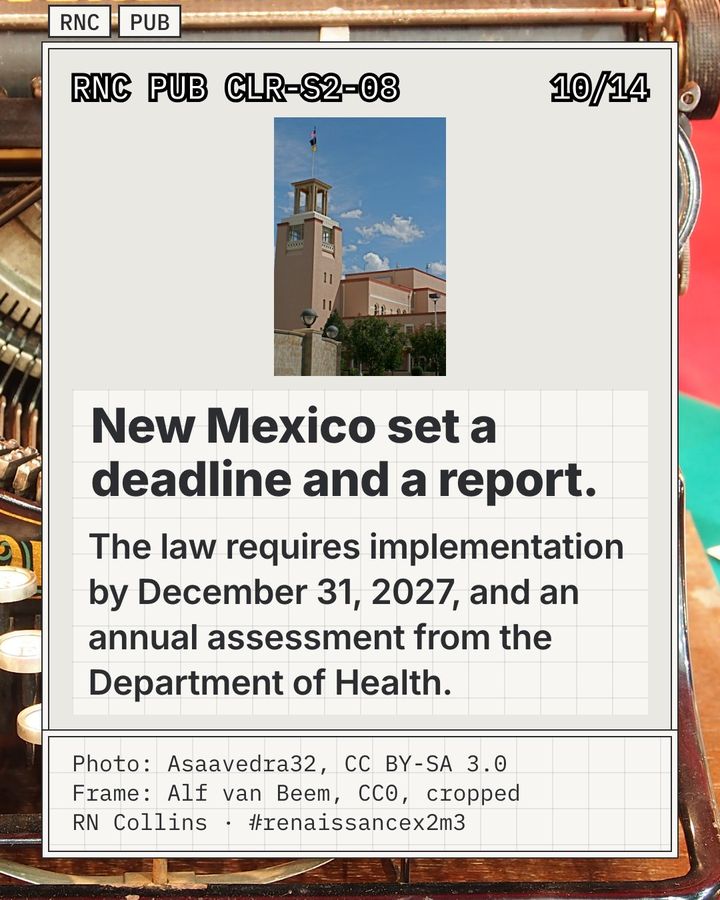 RNC PUB
RNC PUB CLR-S2-08 10/14
New Mexico set a
deadline and a report.
The law requires implementation
by December 31, 2027, and an
annual assessment from the
Department of Health.
Photo: Asaavedra32, CC BY-SA 3.0
Frame: Alf van Beem, CC0, cropped
RN Collins · #renaissancex2m3